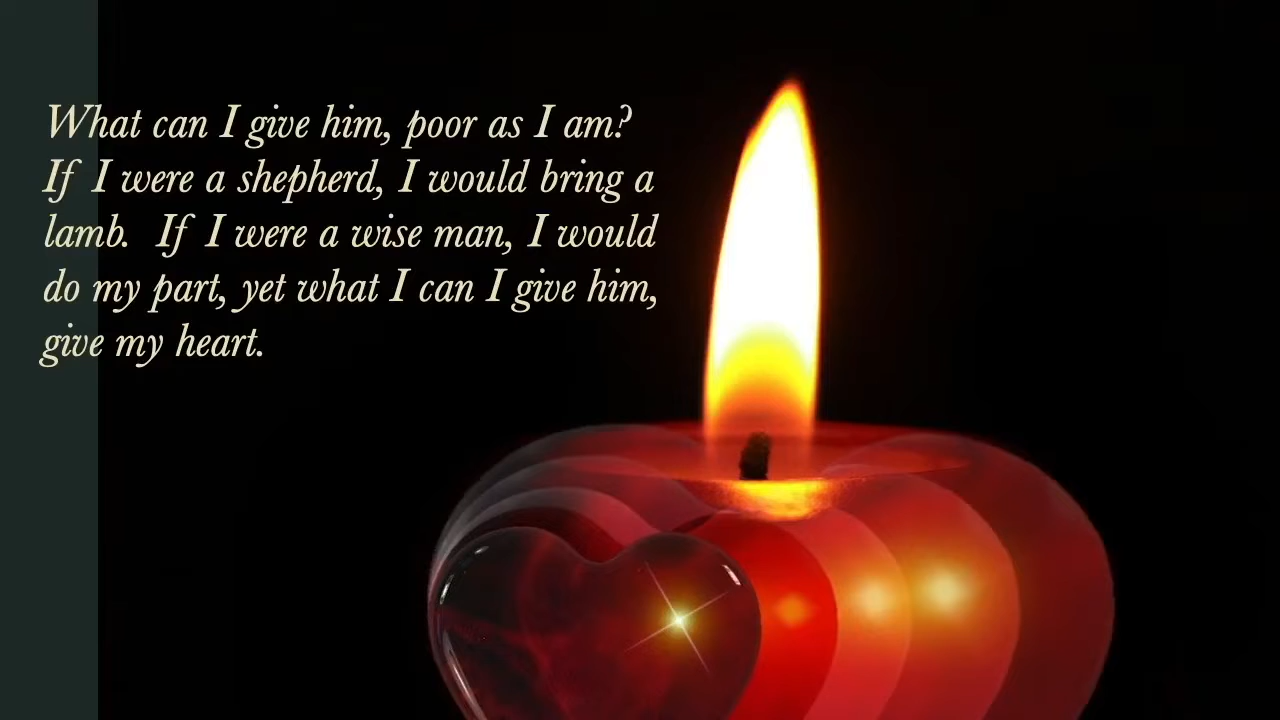 What can I give him, poor as I am?
If I were a shepherd, I would bring a
lamb. If I were a wise man, I would
do my part, yet what I can I give him,
give my heart.